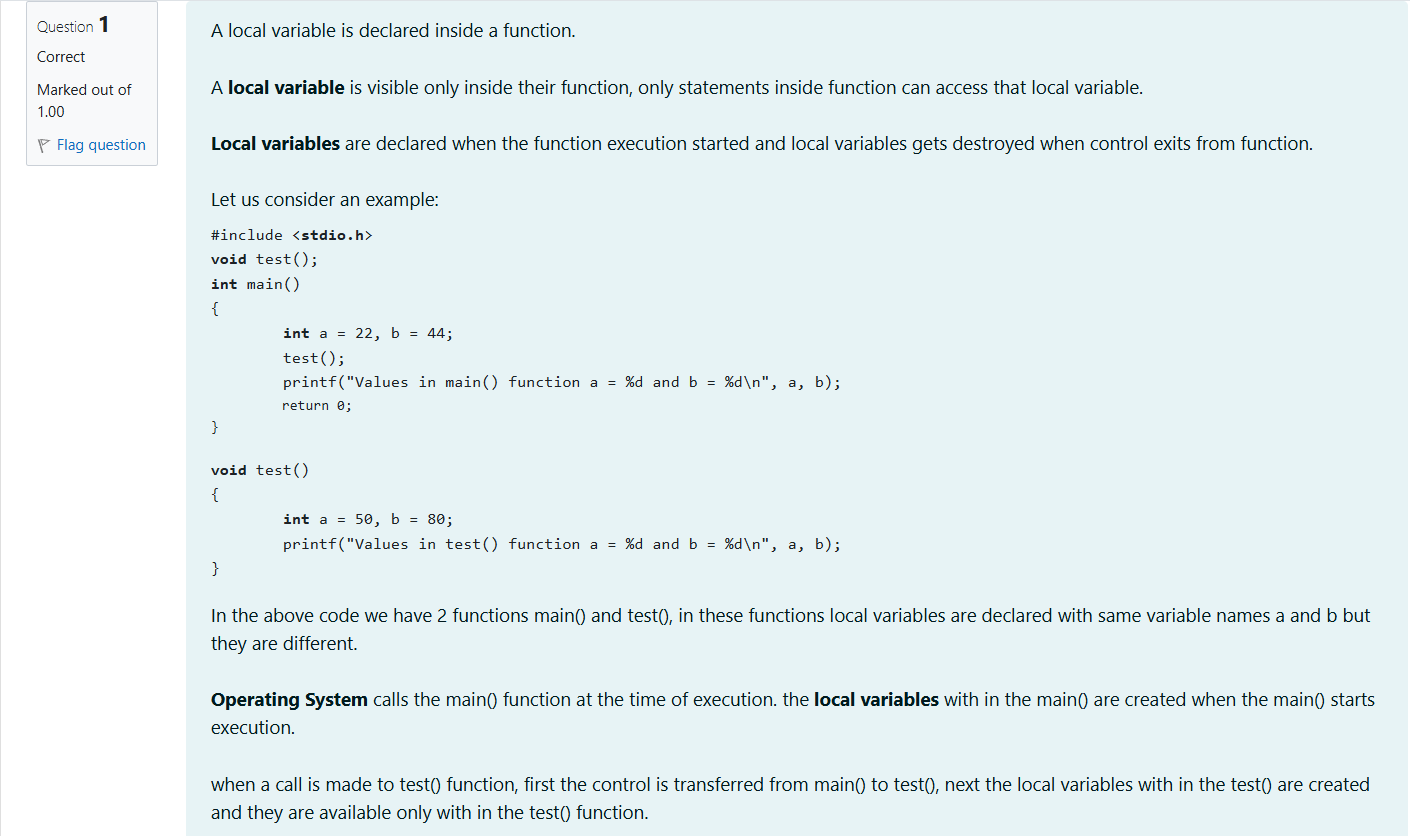 Question 1
Correct
Marked out of
1.00
Flag question
A local variable is declared inside a function.
A local variable is visible only inside their function, only statements inside function can access that local variable.
Local variables are declared when the function execution started and local variables gets destroyed when control exits from function.
Let us consider an example:
#include <stdio.h>
void test();
int main()
{
        int a = 22, b = 44;
        test();
        printf("Values in main() function a = %d and b = %d\n", a, b);
        return 0;
}
void test()
{
        int a = 50, b = 80;
        printf("Values in test() function a = %d and b = %d\n", a, b);
}
In the above code we have 2 functions main() and test(), in these functions local variables are declared with same variable names a and b but
they are different.
Operating System calls the main() function at the time of execution. the local variables with in the main() are created when the main() starts
execution.
when a call is made to test() function, first the control is transferred from main() to test(), next the local variables with in the test() are created
and they are available only with in the test() function.